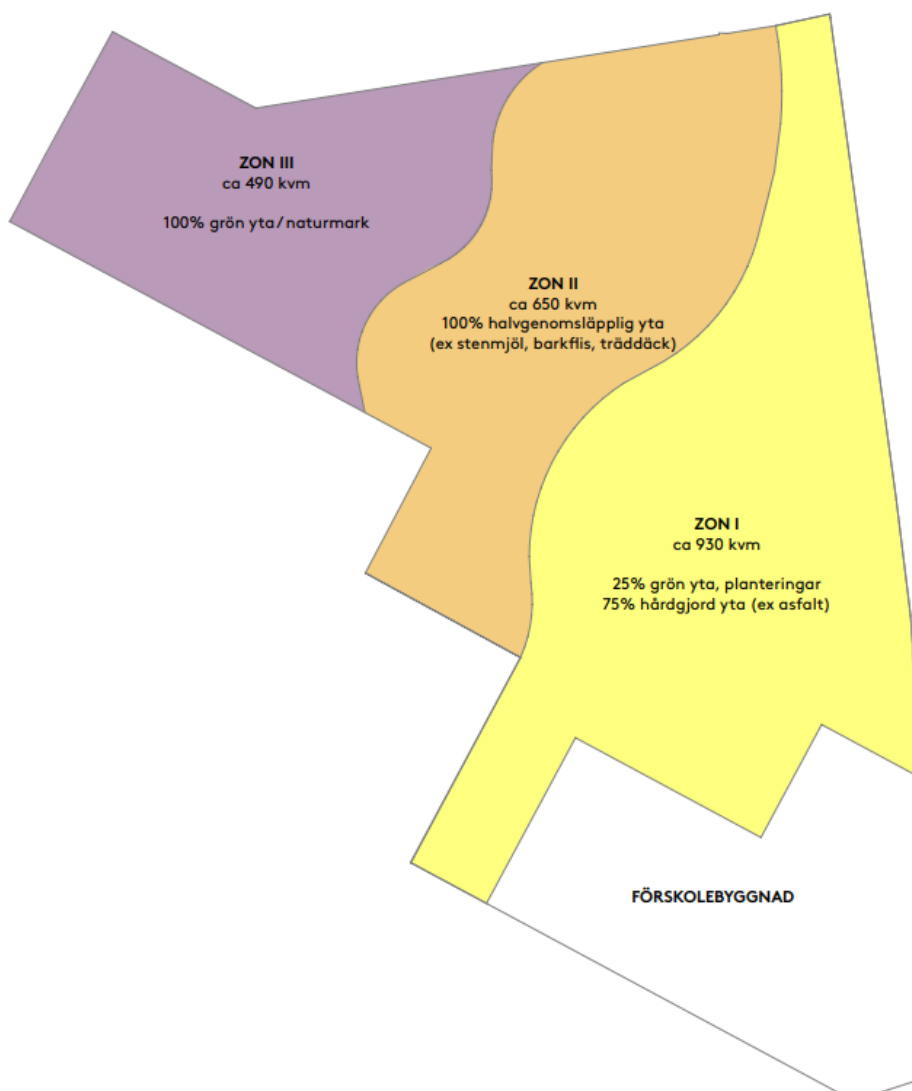 ZON III
ca 490 kvm
100% grön yta/naturmark
ZON II
ca 650 kvm
100% halvgenomsläpplig yta
(ex stenmjöl, barkflis, träddäck)
ZON I
ca 930 kvm
25% grön yta, planteringar
75% hårdgjord yta (ex asfalt)
FÖRSKOLEBYGGNAD